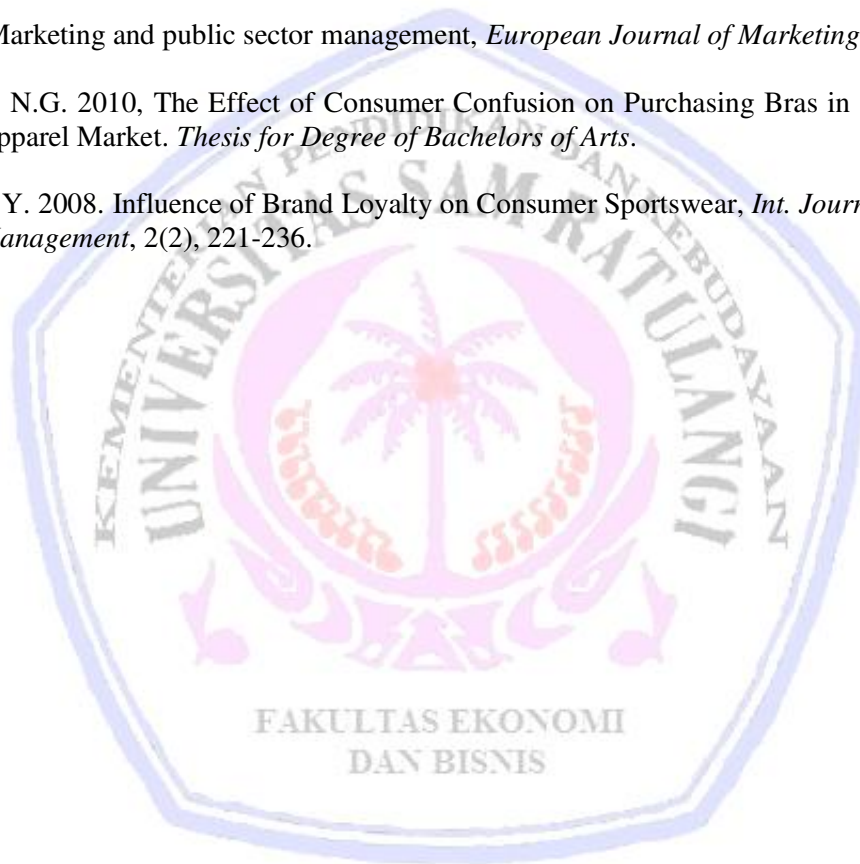 Marketing and public sector management, European Journal of Marketing
N.G. 2010, The Effect of Consumer Confusion on Purchasing Bras in
pparel Market. Thesis for Degree of Bachelors of Arts.
Y. 2008. Influence of Brand Loyalty on Consumer Sportswear, Int. Journ
anagement, 2(2), 221-236.
KEMENTERIAN PENDIDIKAN DAN KEBUDAYAAN
UNIVERSITAS SAM RATULANGI
FAKULTAS EKONOMI
DAN BISNIS